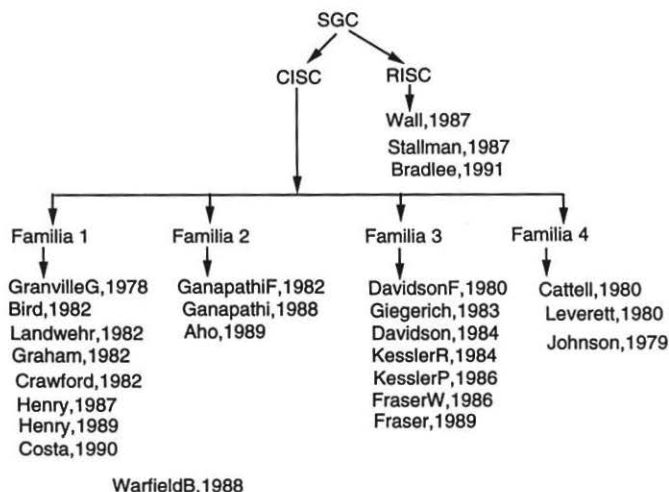 SGC
CISC
RISC
Wall,1987
Stallman,1987
Bradlee,1991
Familia 1
GranvilleG,1978
Bird,1982
Landwehr,1982
Graham,1982
Crawford,1982
Henry,1987
Henry,1989
Costa,1990
Familia 2
GanapathiF,1982
Ganapathi,1988
Aho,1989
Familia 3
DavidsonF,1980
Giegerich,1983
Davidson,1984
KesslerR,1984
KesslerP,1986
FraserW,1986
Fraser,1989
Familia 4
Cattell,1980
Leverett,1980
Johnson,1979
WarfieldB,1988